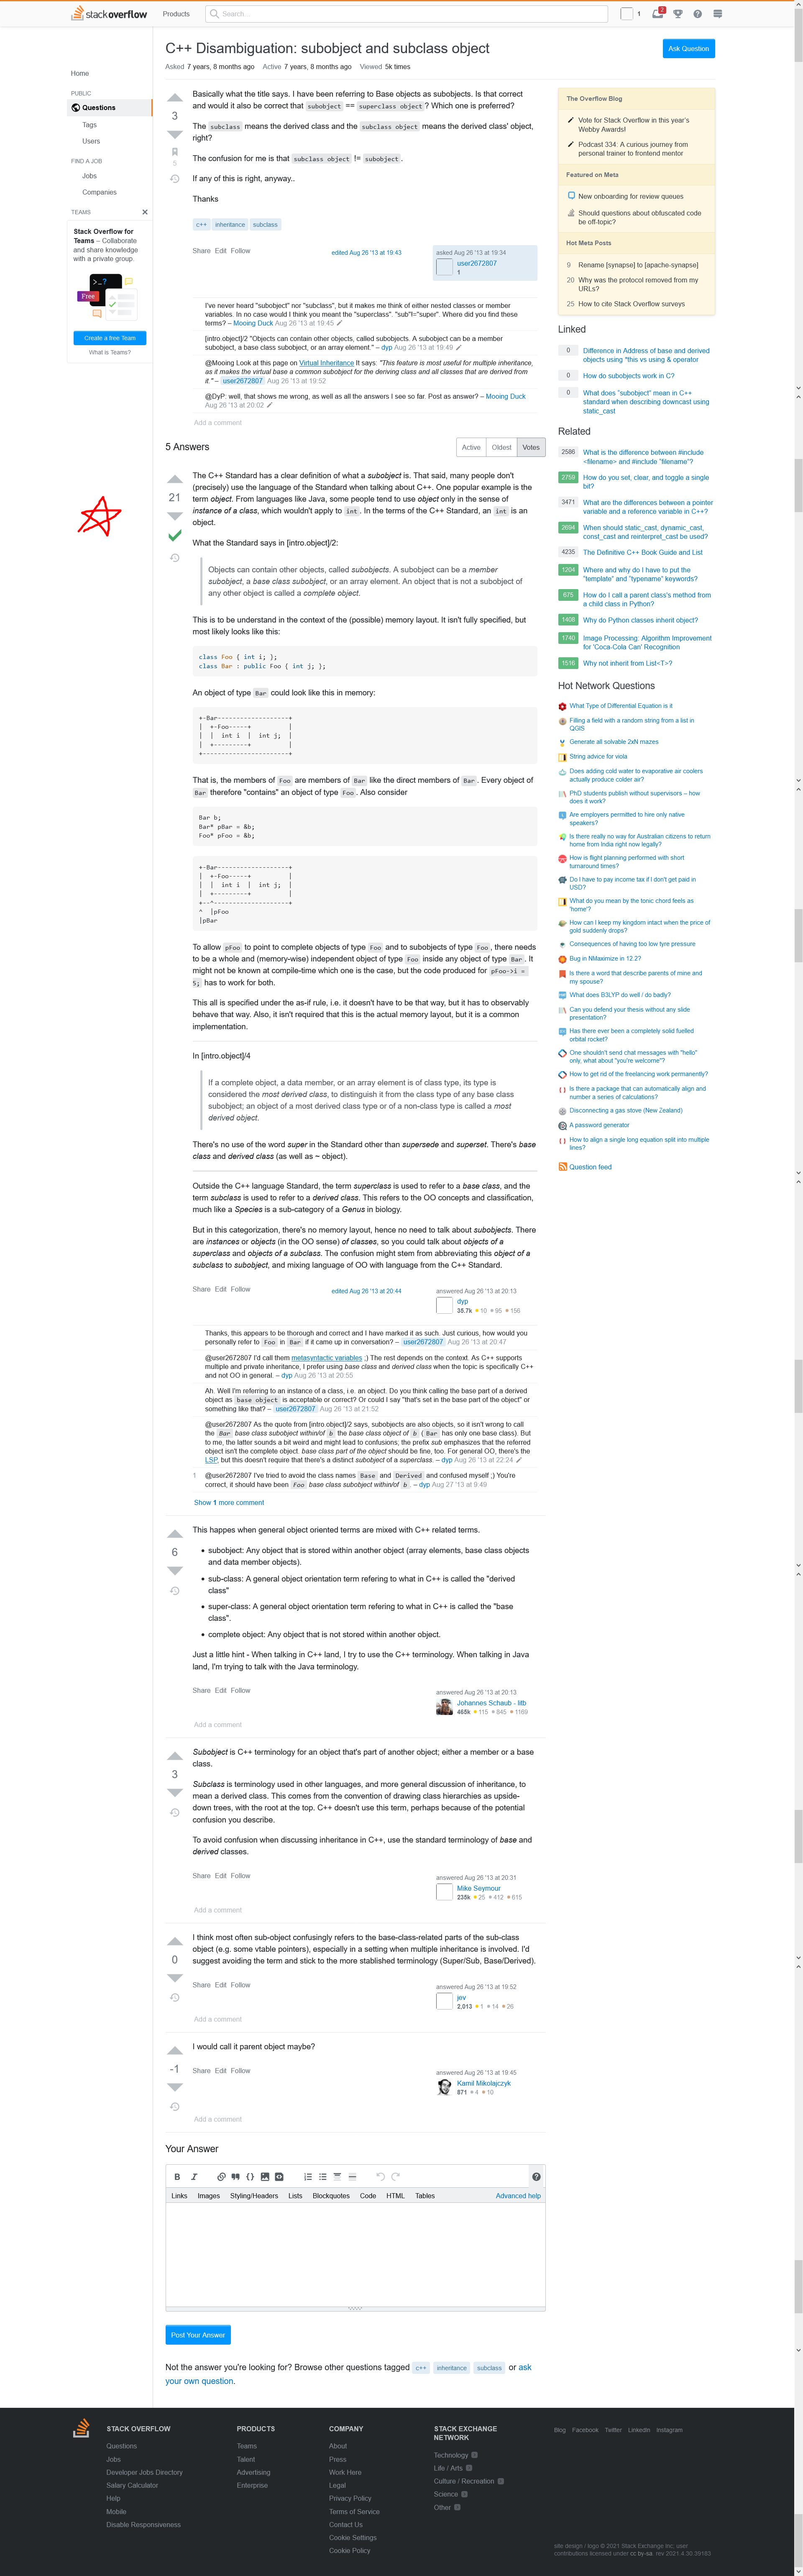 stackoverflow
Products
Search...
1
2
Home
PUBLIC
Questions
Tags
Users
FIND A JOB
Jobs
Companies
TEAMS
Stack Overflow for
Teams – Collaborate
and share knowledge
with a private group.
Free
Create a free Team
What is Teams?
C++ Disambiguation: subobject and subclass object
Ask Question
Asked 7 years, 8 months ago Active 7 years, 8 months ago Viewed 5k times
3
5
Basically what the title says. I have been referring to Base objects as subobjects. Is that correct
and would it also be correct that subobject == superclass object? Which one is preferred?
The subclass means the derived class and the subclass object means the derived class' object,
right?
The confusion for me is that subclass object != subobject.
If any of this is right, anyway..
Thanks
c++ inheritance subclass
Share Edit Follow
edited Aug 26 '13 at 19:43
asked Aug 26 '13 at 19:34
user2672807
1
I've never heard "subobject" nor "subclass", but it makes me think of either nested classes or member
variables. In no case would I think you meant the "superclass". "sub"!="super". Where did you find these
terms? – Mooing Duck Aug 26 '13 at 19:45
[intro.object]/2 "Objects can contain other objects, called subobjects. A subobject can be a member
subobject, a base class subobject, or an array element." – dyp Aug 26 '13 at 19:49
@Mooing Look at this page on Virtual Inheritance It says: "This feature is most useful for multiple inheritance,
as it makes the virtual base a common subobject for the deriving class and all classes that are derived from
it." – user2672807 Aug 26 '13 at 19:52
@DyP: well, that shows me wrong, as well as all the answers I see so far. Post as answer? – Mooing Duck
Aug 26 '13 at 20:02
Add a comment
5 Answers
Active Oldest Votes
21
The C++ Standard has a clear definition of what a subobject is. That said, many people don't
(precisely) use the language of the Standard when talking about C++. One popular example is the
term object. From languages like Java, some people tend to use object only in the sense of
instance of a class, which wouldn't apply to int. In the terms of the C++ Standard, an int is an
object.
What the Standard says in [intro.object]/2:
Objects can contain other objects, called subobjects. A subobject can be a member
subobject, a base class subobject, or an array element. An object that is not a subobject of
any other object is called a complete object.
This is to be understand in the context of the (possible) memory layout. It isn't fully specified, but
most likely looks like this:
class Foo { int i; };
class Bar : public Foo { int j; };
An object of type Bar could look like this in memory:
+-Bar-------------------+
| +-Foo-----+ |
| | int i | int j; |
| +---------+ |
+-----------------------+
That is, the members of Foo are members of Bar like the direct members of Bar. Every object of
Bar therefore "contains" an object of type Foo. Also consider
Bar b;
Bar* pBar = &b;
Foo* pFoo = &b;
+-Bar-------------------+
| +-Foo-----+ |
| | int i | int j; |
| +---------+ |
+--^--------------------+
^ |pFoo
|pBar
To allow pFoo to point to complete objects of type Foo and to subobjects of type Foo, there needs
to be a whole and (memory-wise) independent object of type Foo inside any object of type Bar. It
might not be known at compile-time which one is the case, but the code produced for pFoo->i =
5; has to work for both.
This all is specified under the as-if rule, i.e. it doesn't have to be that way, but it has to observably
behave that way. Also, it isn't required that this is the actual memory layout, but it is a common
implementation.
In [intro.object]/4
If a complete object, a data member, or an array element is of class type, its type is
considered the most derived class, to distinguish it from the class type of any base class
subobject; an object of a most derived class type or of a non-class type is called a most
derived object.
There's no use of the word super in the Standard other than supersede and superset. There's base
class and derived class (as well as ~ object).
Outside the C++ language Standard, the term superclass is used to refer to a base class, and the
term subclass is used to refer to a derived class. This refers to the OO concepts and classification,
much like a Species is a sub-category of a Genus in biology.
But in this categorization, there's no memory layout, hence no need to talk about subobjects. There
are instances or objects (in the OO sense) of classes, so you could talk about objects of a
superclass and objects of a subclass. The confusion might stem from abbreviating this object of a
subclass to subobject, and mixing language of OO with language from the C++ Standard.
Share Edit Follow
edited Aug 26 '13 at 20:44
answered Aug 26 '13 at 20:13
dyp
35.7k 10 95 156
Thanks, this appears to be thorough and correct and I have marked it as such. Just curious, how would you
personally refer to Foo in Bar if it came up in conversation? – user2672807 Aug 26 '13 at 20:47
@user2672807 I'd call them metasyntactic variables ;) The rest depends on the context. As C++ supports
multiple and private inheritance, I prefer using base class and derived class when the topic is specifically C++
and not OO in general. – dyp Aug 26 '13 at 20:55
Ah. Well I'm referring to an instance of a class, i.e. an object. Do you think calling the base part of a derived
object as base object is acceptable or correct? Or could I say "that's set in the base part of the object" or
something like that? – user2672807 Aug 26 '13 at 21:52
@user2672807 As the quote from [intro.object]/2 says, subobjects are also objects, so it isn't wrong to call
the Bar base class subobject within/of b the base class object of b (Bar has only one base class). But
to me, the latter sounds a bit weird and might lead to confusions; the prefix sub emphasizes that the referred
object isn't the complete object. base class part of the object should be fine, too. For general OO, there's the
LSP, but this doesn't require that there's a distinct subobject of a superclass. – dyp Aug 26 '13 at 22:24
1 @user2672807 I've tried to avoid the class names Base and Derived and confused myself ;) You're
correct, it should have been Foo base class subobject within/of b. – dyp Aug 27 '13 at 9:49
Show 1 more comment
6
This happens when general object oriented terms are mixed with C++ related terms.
• subobject: Any object that is stored within another object (array elements, base class objects
and data member objects).
• sub-class: A general object orientation term refering to what in C++ is called the "derived
class"
• super-class: A general object orientation term refering to what in C++ is called the "base
class".
• complete object: Any object that is not stored within another object.
Just a little hint - When talking in C++ land, I try to use the C++ terminology. When talking in Java
land, I'm trying to talk with the Java terminology.
Share Edit Follow
answered Aug 26 '13 at 20:13
Johannes Schaub - litb
465k 115 845 1169
Add a comment
3
Subobject is C++ terminology for an object that's part of another object; either a member or a base
class.
Subclass is terminology used in other languages, and more general discussion of inheritance, to
mean a derived class. This comes from the convention of drawing class hierarchies as upside-
down trees, with the root at the top. C++ doesn't use this term, perhaps because of the potential
confusion you describe.
To avoid confusion when discussing inheritance in C++, use the standard terminology of base and
derived classes.
Share Edit Follow
answered Aug 26 '13 at 20:31
Mike Seymour
235k 25 412 615
Add a comment
0
I think most often sub-object confusingly refers to the base-class-related parts of the sub-class
object (e.g. some vtable pointers), especially in a setting when multiple inheritance is involved. I'd
suggest avoiding the term and stick to the more stablished terminology (Super/Sub, Base/Derived).
Share Edit Follow
answered Aug 26 '13 at 19:52
jev
2,013 1 14 26
Add a comment
-1
I would call it parent object maybe?
Share Edit Follow
answered Aug 26 '13 at 19:45
Kamil Mikolajczyk
871 4 10
Add a comment
Your Answer
Links Images Styling/Headers Lists Blockquotes Code HTML Tables Advanced help
Post Your Answer
Not the answer you're looking for? Browse other questions tagged c++ inheritance subclass or ask
your own question.
The Overflow Blog
Vote for Stack Overflow in this year's
Webby Awards!
Podcast 334: A curious journey from
personal trainer to frontend mentor
Featured on Meta
New onboarding for review queues
Should questions about obfuscated code
be off-topic?
Hot Meta Posts
9 Rename [synapse] to [apache-synapse]
20 Was the protocol removed from my
URLs?
25 How to cite Stack Overflow surveys
Linked
0 Difference in Address of base and derived
objects using *this vs using & operator
0 How do subobjects work in C?
0 What does "subobject" mean in C++
standard when describing downcast using
static_cast
Related
2586 What is the difference between #include
<filename> and #include "filename"?
2759 How do you set, clear, and toggle a single
bit?
3471 What are the differences between a pointer
variable and a reference variable in C++?
2694 When should static_cast, dynamic_cast,
const_cast and reinterpret_cast be used?
4235 The Definitive C++ Book Guide and List
1204 Where and why do I have to put the
"template" and "typename" keywords?
675 How do I call a parent class's method from
a child class in Python?
1408 Why do Python classes inherit object?
1740 Image Processing: Algorithm Improvement
for 'Coca-Cola Can' Recognition
1516 Why not inherit from List<T>?
Hot Network Questions
What Type of Differential Equation is it
Filling a field with a random string from a list in
QGIS
Generate all solvable 2xN mazes
String advice for viola
Does adding cold water to evaporative air coolers
actually produce colder air?
PhD students publish without supervisors – how
does it work?
Are employers permitted to hire only native
speakers?
Is there really no way for Australian citizens to return
home from India right now legally?
How is flight planning performed with short
turnaround times?
Do I have to pay income tax if I don't get paid in
USD?
What do you mean by the tonic chord feels as
'home'?
How can I keep my kingdom intact when the price of
gold suddenly drops?
Consequences of having too low tyre pressure
Bug in NMaximize in 12.2?
Is there a word that describe parents of mine and
my spouse?
What does B3LYP do well / do badly?
Can you defend your thesis without any slide
presentation?
Has there ever been a completely solid fuelled
orbital rocket?
One shouldn't send chat messages with "hello"
only, what about "you're welcome"?
How to get rid of the freelancing work permanently?
Is there a package that can automatically align and
number a series of calculations?
Disconnecting a gas stove (New Zealand)
A password generator
How to align a single long equation split into multiple
lines?
Question feed
STACK OVERFLOW
Questions
Jobs
Developer Jobs Directory
Salary Calculator
Help
Mobile
Disable Responsiveness
PRODUCTS
Teams
Talent
Advertising
Enterprise
COMPANY
About
Press
Work Here
Legal
Privacy Policy
Terms of Service
Contact Us
Cookie Settings
Cookie Policy
STACK EXCHANGE
NETWORK
Technology
Life / Arts
Culture / Recreation
Science
Other
Blog Facebook Twitter LinkedIn Instagram
site design / logo © 2021 Stack Exchange Inc; user
contributions licensed under cc by-sa. rev 2021.4.30.39183